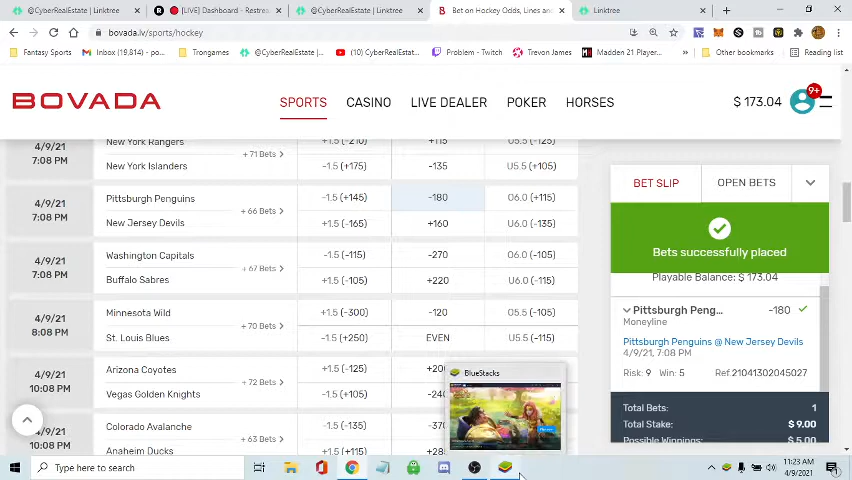 @CyberRealEstate | Linktree
[LIVE] Dashboard - Restrea
@CyberRealEstate | Linktree
Bet on Hockey Odds, Lines and
Linktree
bovada.lv/sports/hockey
Fantasy Sports
Inbox (19,814) - po...
Trongames
@CyberRealEstate |...
(10) CyberRealEstat...
Problem - Twitch
Trevon James
Madden 21 Player...
Other bookmarks
Reading list
BOVADA
SPORTS
CASINO
LIVE DEALER
POKER
HORSES
$ 173.04
9+
4/9/21
7:08 PM
New York Rangers
-1.5 (-210)
+115
O5.5 (-125)
+ 71 Bets
New York Islanders
+1.5 (+175)
-135
U5.5 (+105)
4/9/21
7:08 PM
Pittsburgh Penguins
-1.5 (+145)
-180
O6.0 (+115)
+ 66 Bets
New Jersey Devils
+1.5 (-165)
+160
U6.0 (-135)
4/9/21
7:08 PM
Washington Capitals
-1.5 (-115)
-270
O6.0 (-105)
+ 67 Bets
Buffalo Sabres
+1.5 (-105)
+220
U6.0 (-115)
4/9/21
8:08 PM
Minnesota Wild
+1.5 (-300)
-120
O5.5 (-105)
+ 70 Bets
St. Louis Blues
-1.5 (+250)
EVEN
U5.5 (-115)
4/9/21
10:08 PM
Arizona Coyotes
+1.5 (-125)
+ 72 Bets
Vegas Golden Knights
-1.5 (+105)
4/9/21
10:08 PM
Colorado Avalanche
-1.5 (-135)
+ 63 Bets
Anaheim Ducks
+1.5 (+115)
BET SLIP
OPEN BETS
Bets successfully placed
Playable Balance: $ 173.04
Pittsburgh Peng...
-180
Moneyline
Pittsburgh Penguins @ New Jersey Devils
4/9/21, 7:08 PM
Risk: 9 Win: 5
Ref.21041302045027
Total Bets:
1
Total Stake:
$ 9.00
Possible Winnings:
$ 5.00
BlueStacks
Type here to search
11:23 AM
4/9/2021
1